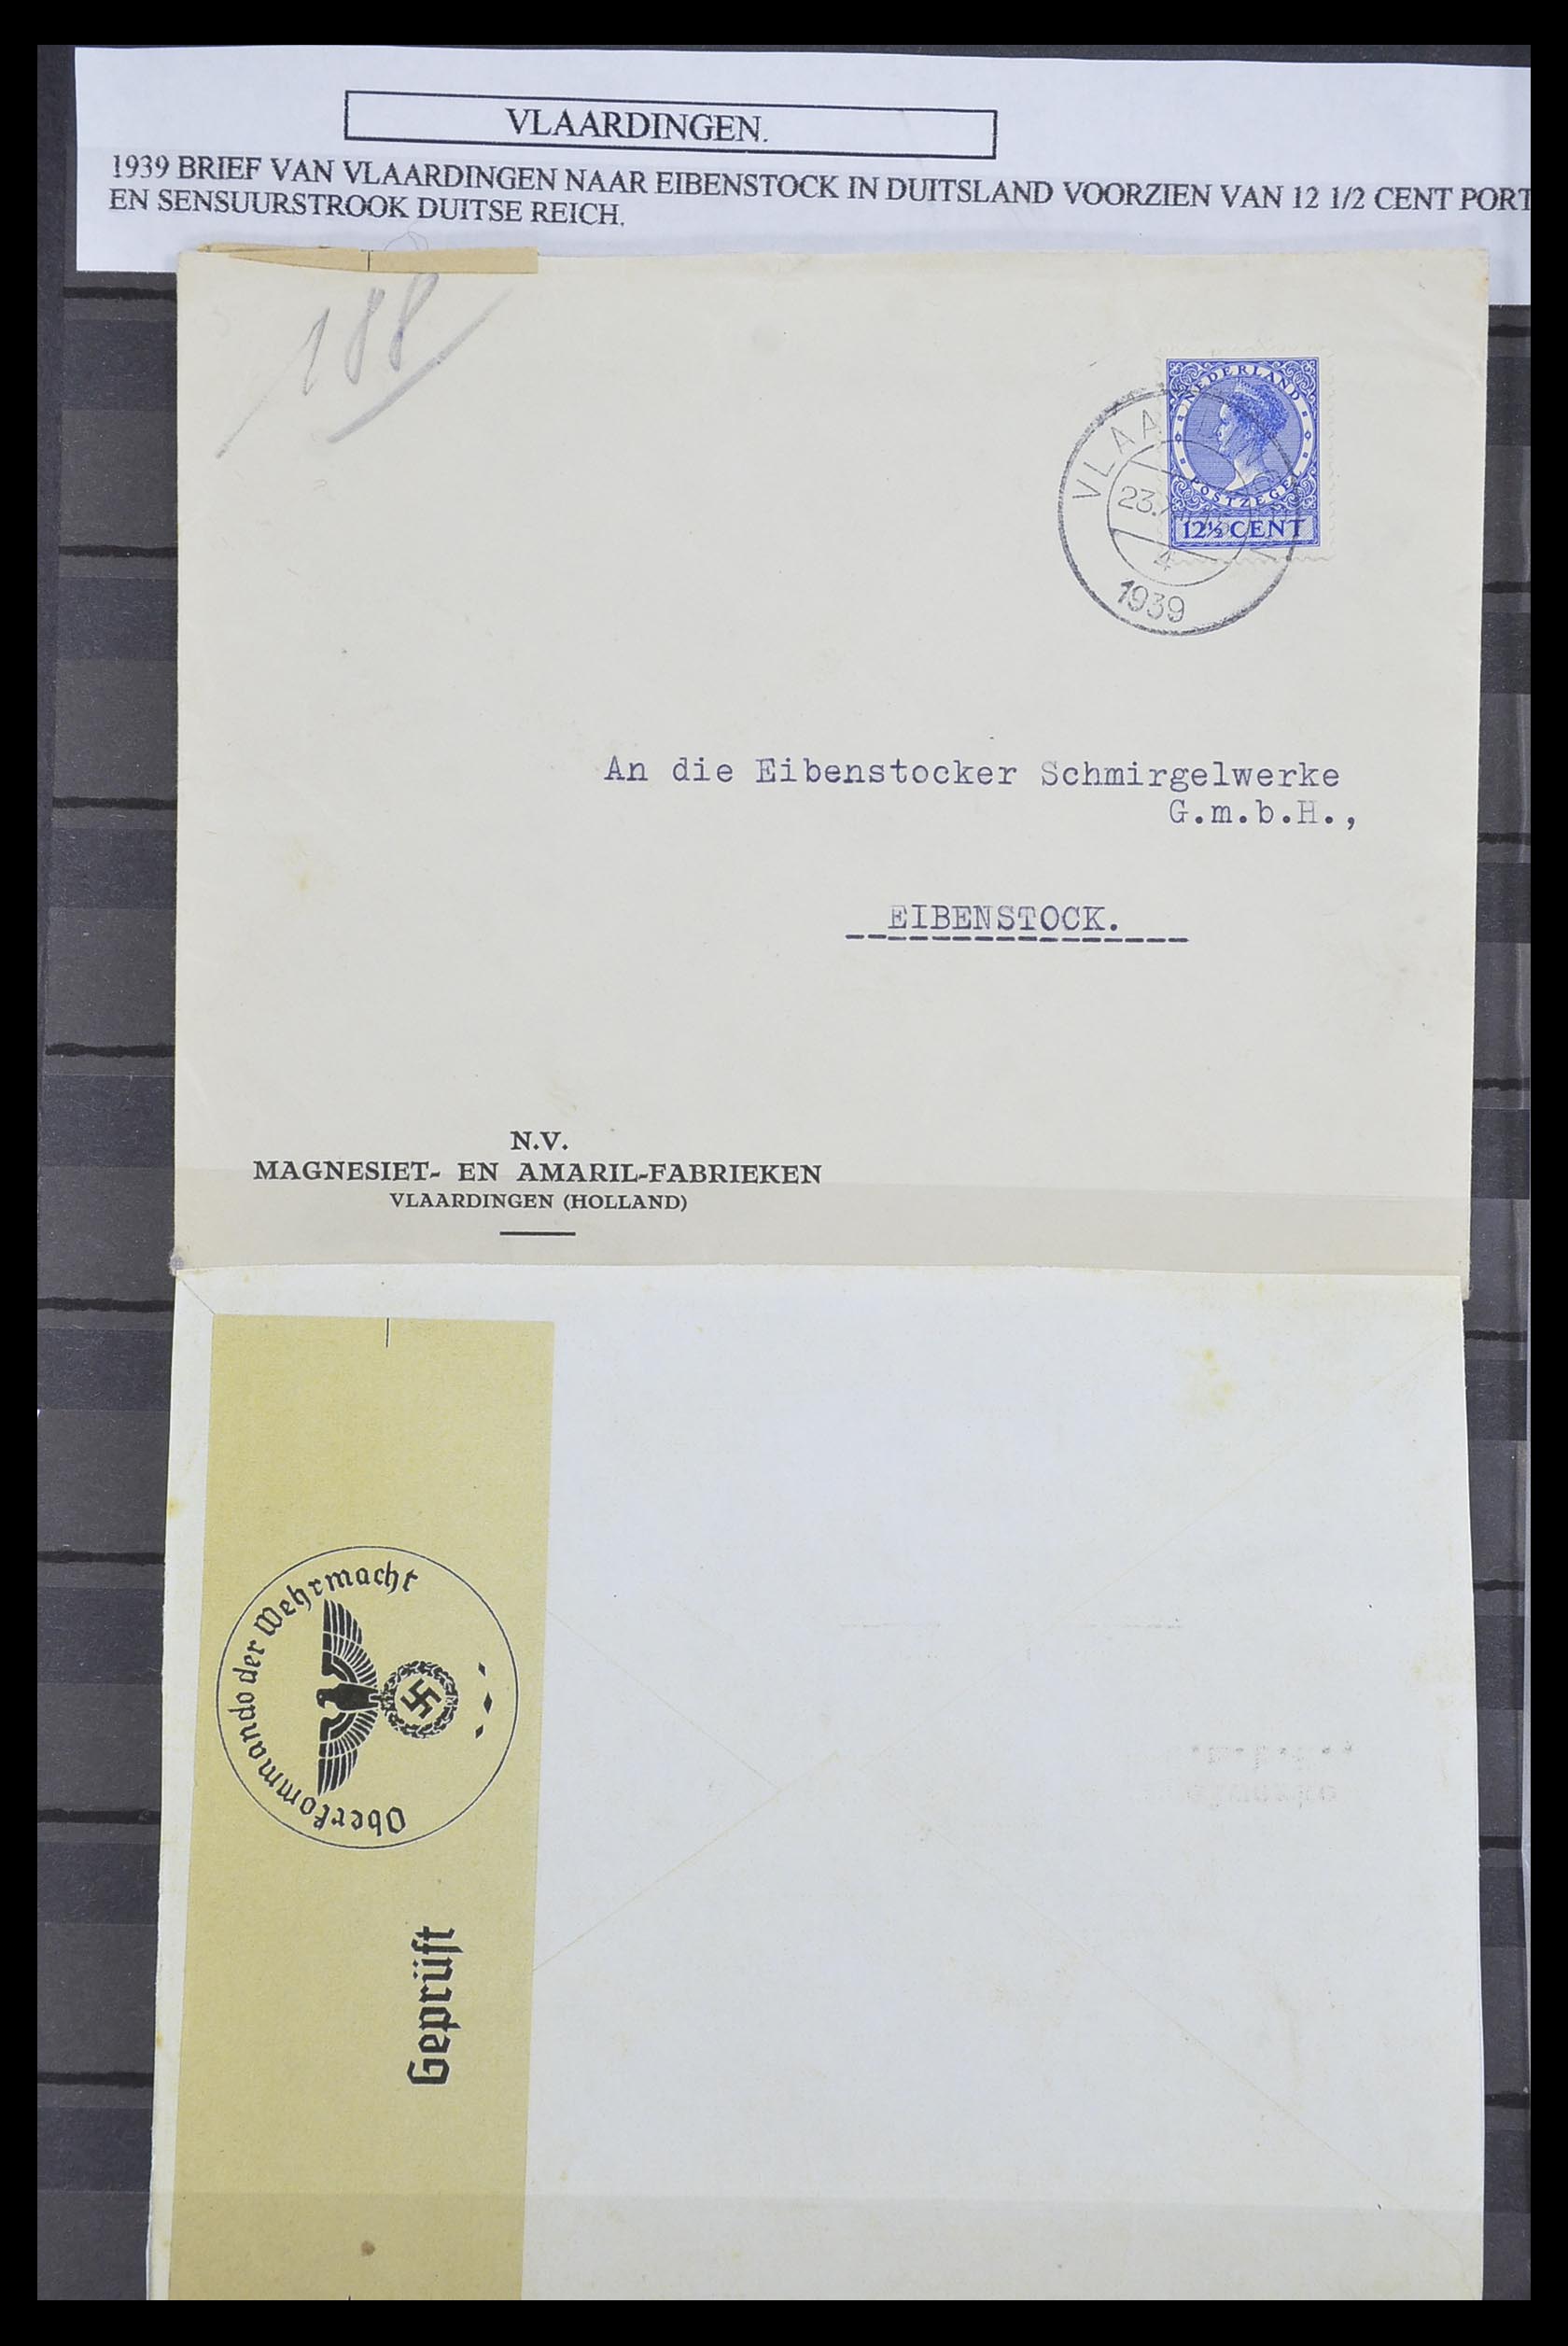 VLAARDINGEN.
1939 BRIEF VAN VLAARDINGEN NAAR EIBENSTOCK IN DUITSLAND VOORZIEN VAN 12 1/2 CENT PORT
EN SENSUURSTROOK DUITSE REICH.
188
NEDERLAND
POSTZEGEL
12½ CENT
23.
4
1939
An die Eibenstocker Schmirgelwerke
G.m.b.H.,
EIBENSTOCK.
N.V.
MAGNESIET- EN AMARIL-FABRIEKEN
VLAARDINGEN (HOLLAND)
Oberkommando der Wehrmacht
Geprüft